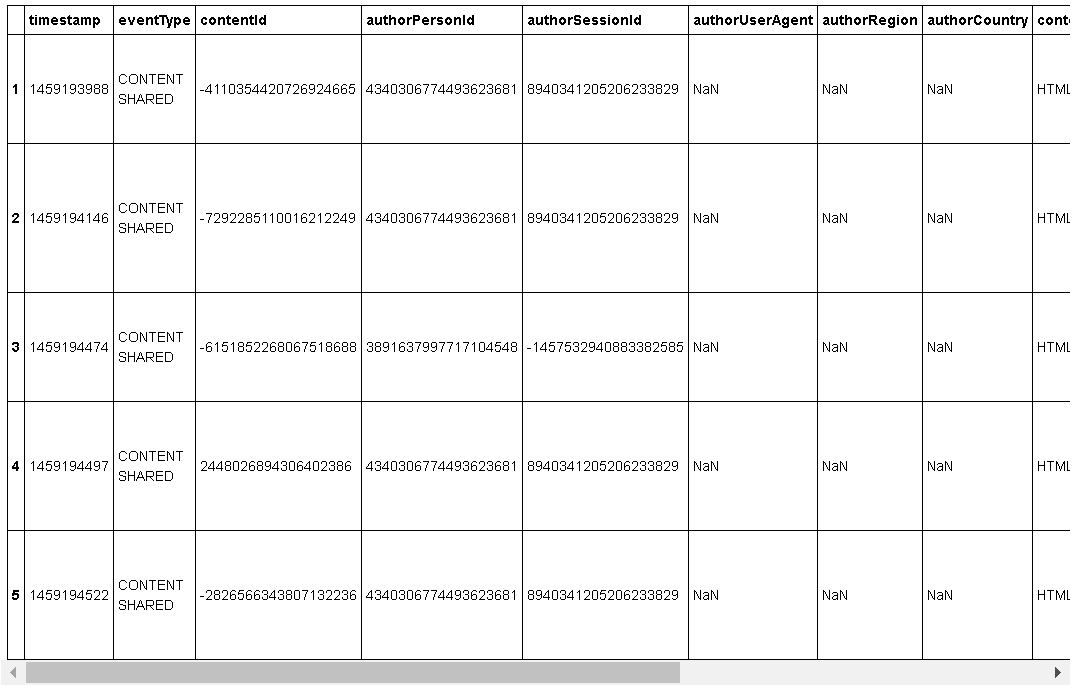 timestamp eventType contentId authorPersonId authorSessionId authorUserAgent authorRegion authorCountry conte
1 1459193988 CONTENT SHARED -4110354420726924665 4340306774493623681 8940341205206233829 NaN NaN NaN HTML
2 1459194146 CONTENT SHARED -7292285110016212249 4340306774493623681 8940341205206233829 NaN NaN NaN HTML
3 1459194474 CONTENT SHARED -6151852268067518688 3891637997717104548 -1457532940883382585 NaN NaN NaN HTML
4 1459194497 CONTENT SHARED 2448026894306402386 4340306774493623681 8940341205206233829 NaN NaN NaN HTML
5 1459194522 CONTENT SHARED -2826566343807132236 4340306774493623681 8940341205206233829 NaN NaN NaN HTML